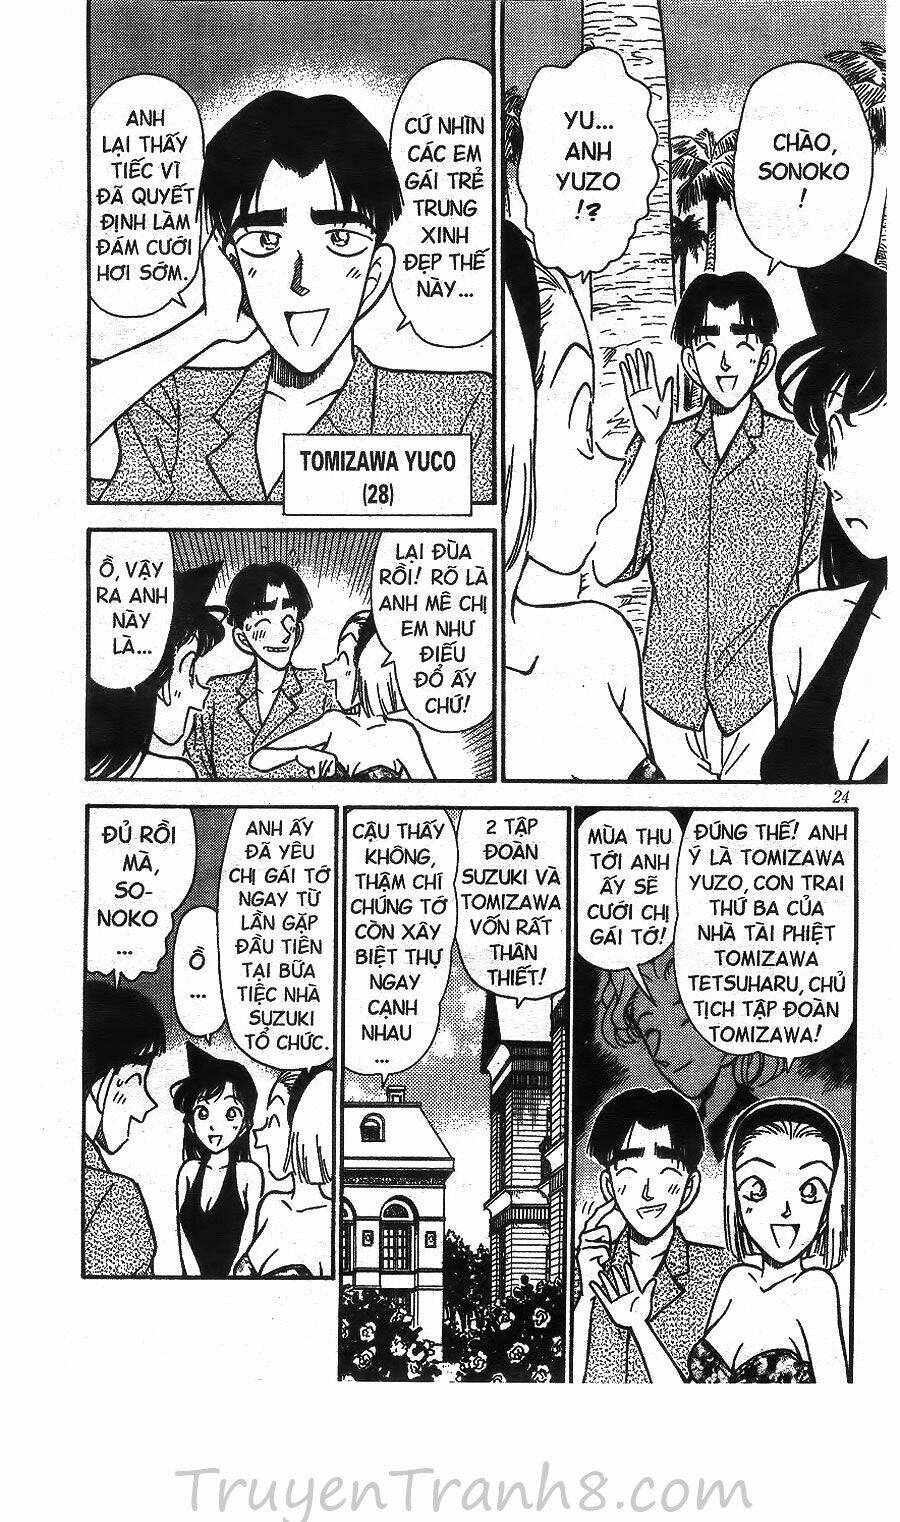 CHÀO,
SONOKO
!
YU...
ANH
YUZO
!?
CỨ NHÌN
CÁC EM
GÁI TRẺ
TRUNG
XINH
ĐẸP THẾ
NÀY...
ANH
LẠI THẤY
TIẾC VÌ
ĐÃ QUYẾT
ĐỊNH LÀM
ĐÁM CƯỚI
HƠI SỚM.
TOMIZAWA YUCO
(28)
LẠI ĐÙA
RỒI! RÕ LÀ
ANH MÊ CHỊ
EM NHƯ
ĐIẾU
ĐỔ ẤY
CHỨ!
Ồ, VẬY
RA ANH
NÀY
LÀ...
24
ĐÚNG THẾ! ANH
Ý LÀ TOMIZAWA
YUZO, CON TRAI
THỨ BA CỦA
NHÀ TÀI PHIỆT
TOMIZAWA
TETSUHARU, CHỦ
TỊCH TẬP ĐOÀN
TOMIZAWA!
MÙA THU
TỚI ANH
ẤY SẼ
CƯỚI CHỊ
GÁI TỚ!
2 TẬP
ĐOÀN
SUZUKI VÀ
TOMIZAWA
VỐN RẤT
THÂN
THIẾT!
CẬU THẤY
KHÔNG,
THẬM CHÍ
CHÚNG TỚ
CÒN XÂY
BIỆT THỰ
NGAY
CẠNH
NHAU
...
ANH ẤY
ĐÃ YÊU
CHỊ GÁI TỚ
NGAY TỪ
LẦN GẶP
ĐẦU TIÊN
TẠI BỮA
TIỆC NHÀ
SUZUKI
TỔ CHỨC.
Ồ
...
ĐỦ RỒI
MÀ,
SO-
NOKO
...
TruyenTranh8.com